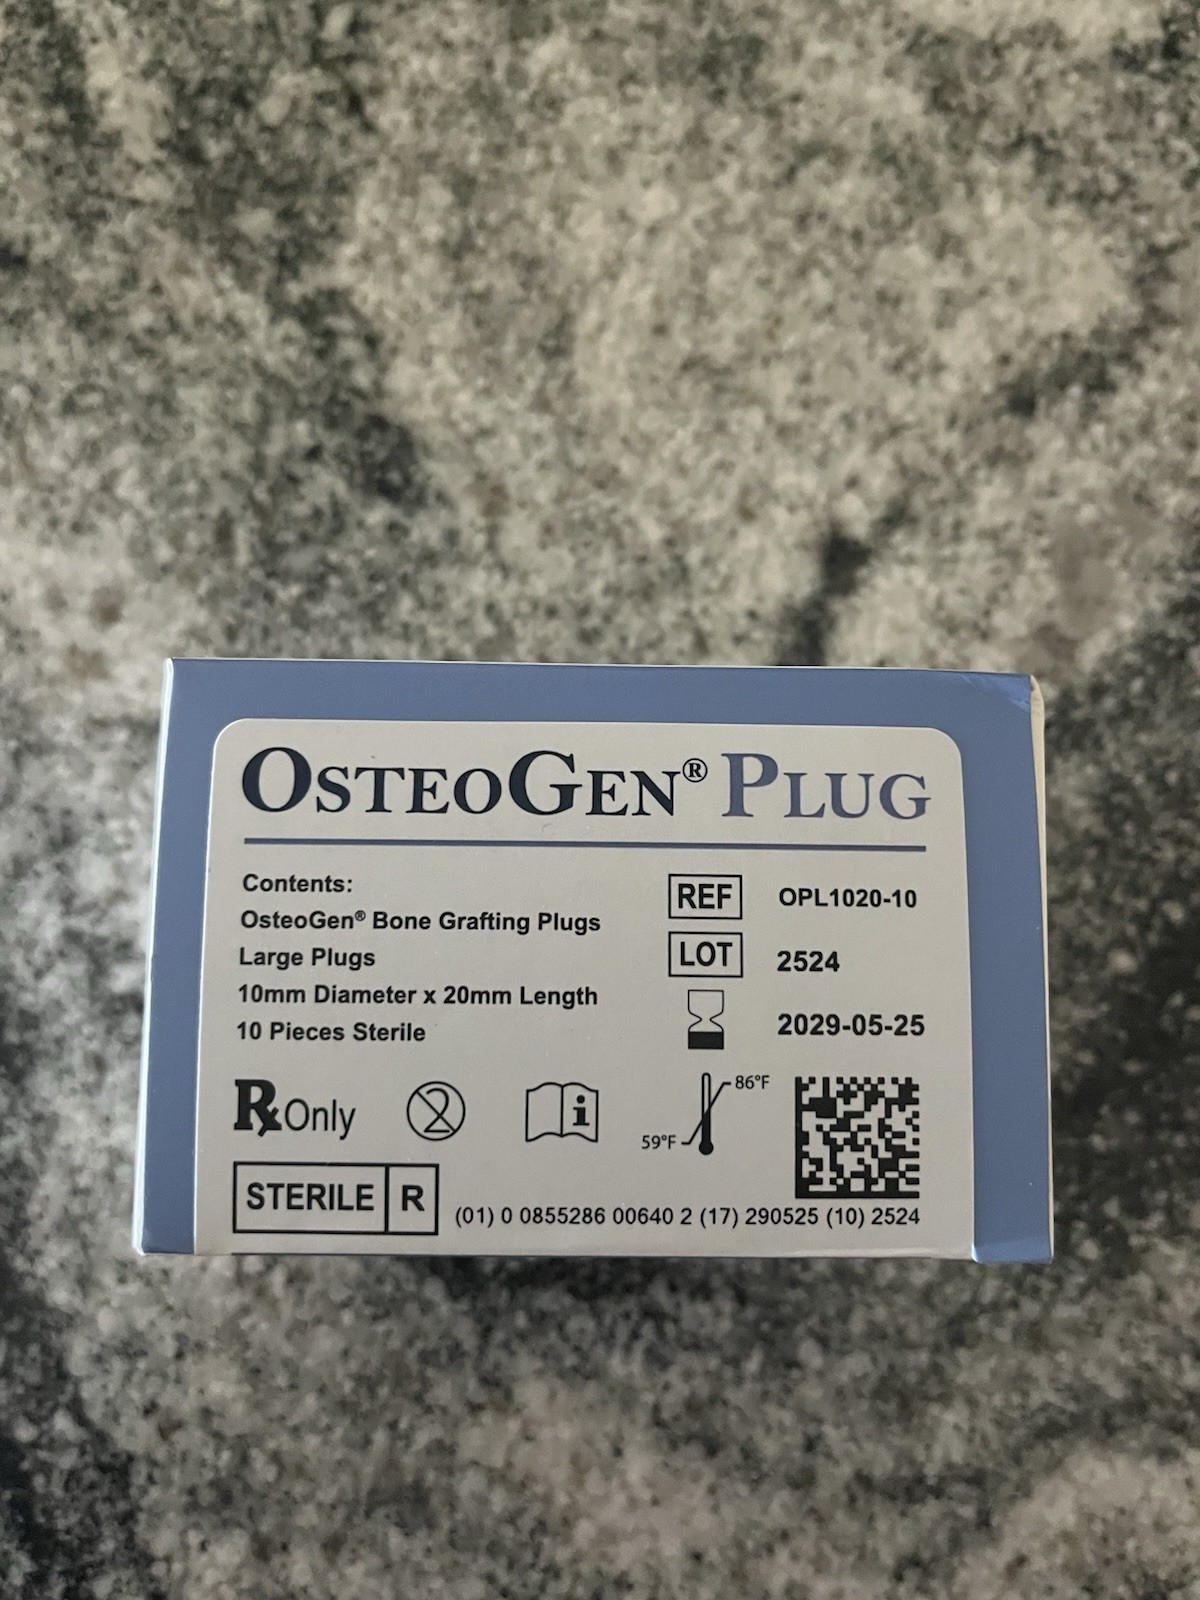 OSTEOGEN® PLUG
Contents:
OsteoGen® Bone Grafting Plugs
Large Plugs
10mm Diameter x 20mm Length
10 Pieces Sterile
REF OPL1020-10
LOT 2524
2029-05-25
Rx Only
2
i
86°F
59°F
STERILE R
(01) 0 0855286 00640 2 (17) 290525 (10) 2524